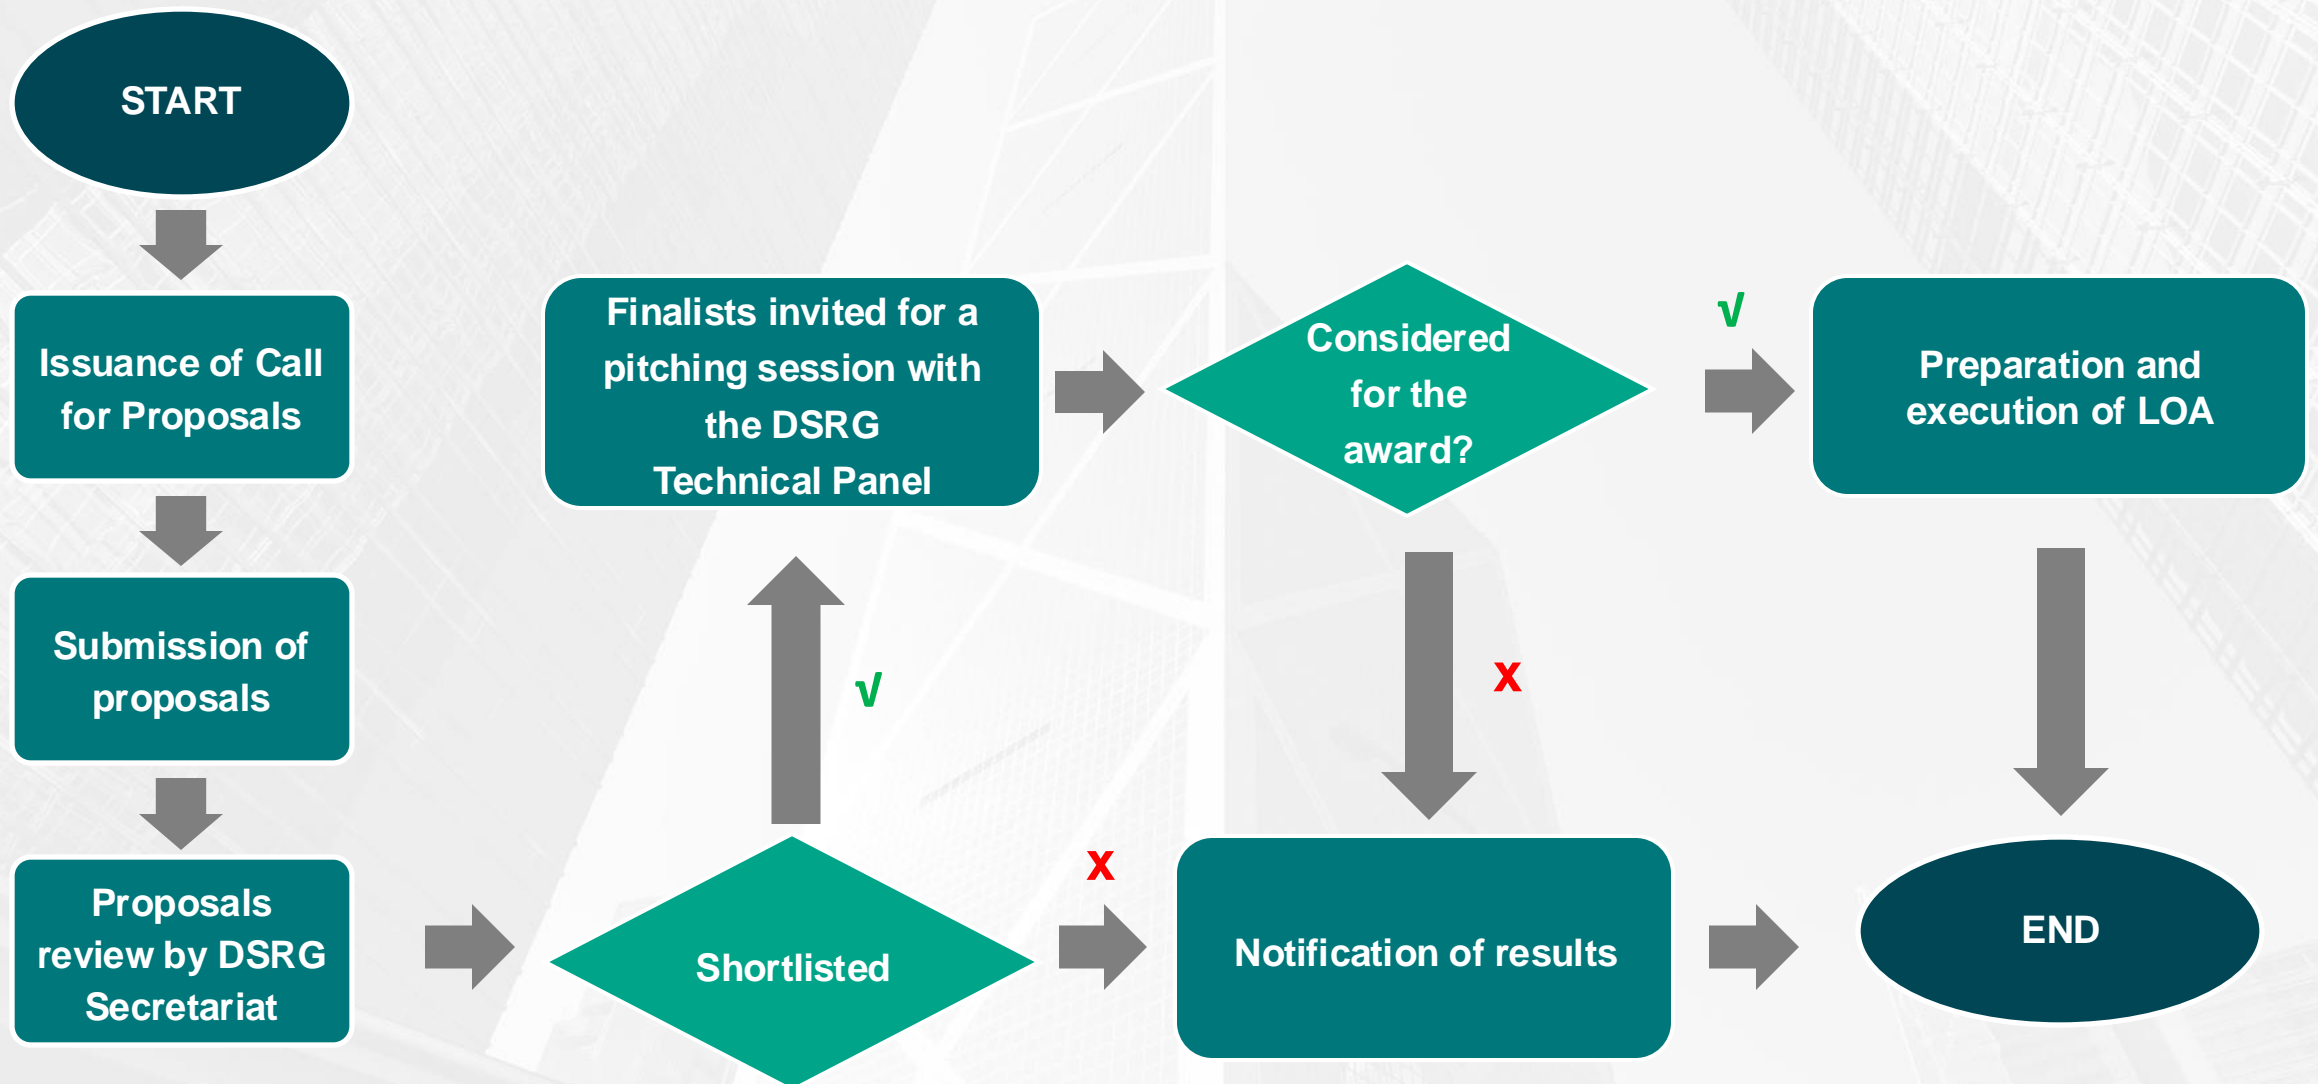 START
Issuance of Call
for Proposals
Submission of
proposals
Proposals
review by DSRG
Secretariat
Shortlisted
√
x
Finalists invited for a
pitching session with
the DSRG
Technical Panel
Considered
for the
award?
√
x
Preparation and
execution of LOA
Notification of results
END